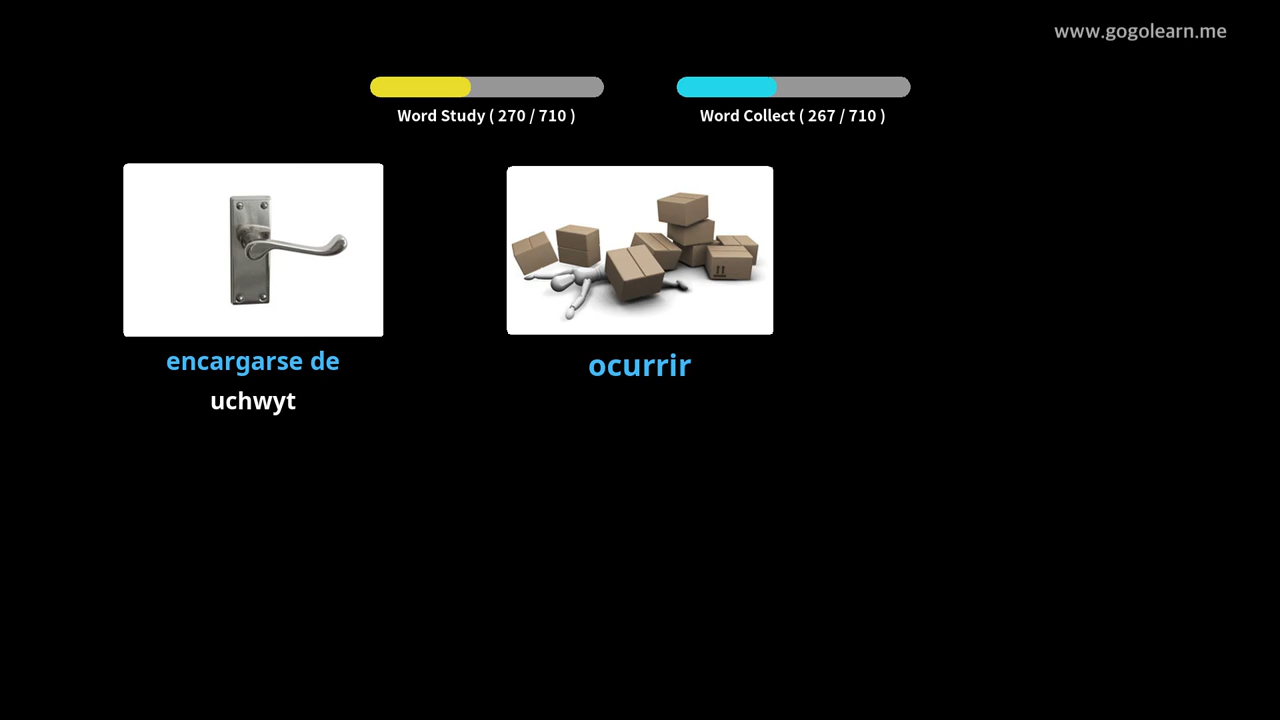 www.gogolearn.me
Word Study ( 270 / 710 )
Word Collect ( 267 / 710 )
encargarse de
uchwyt
ocurrir